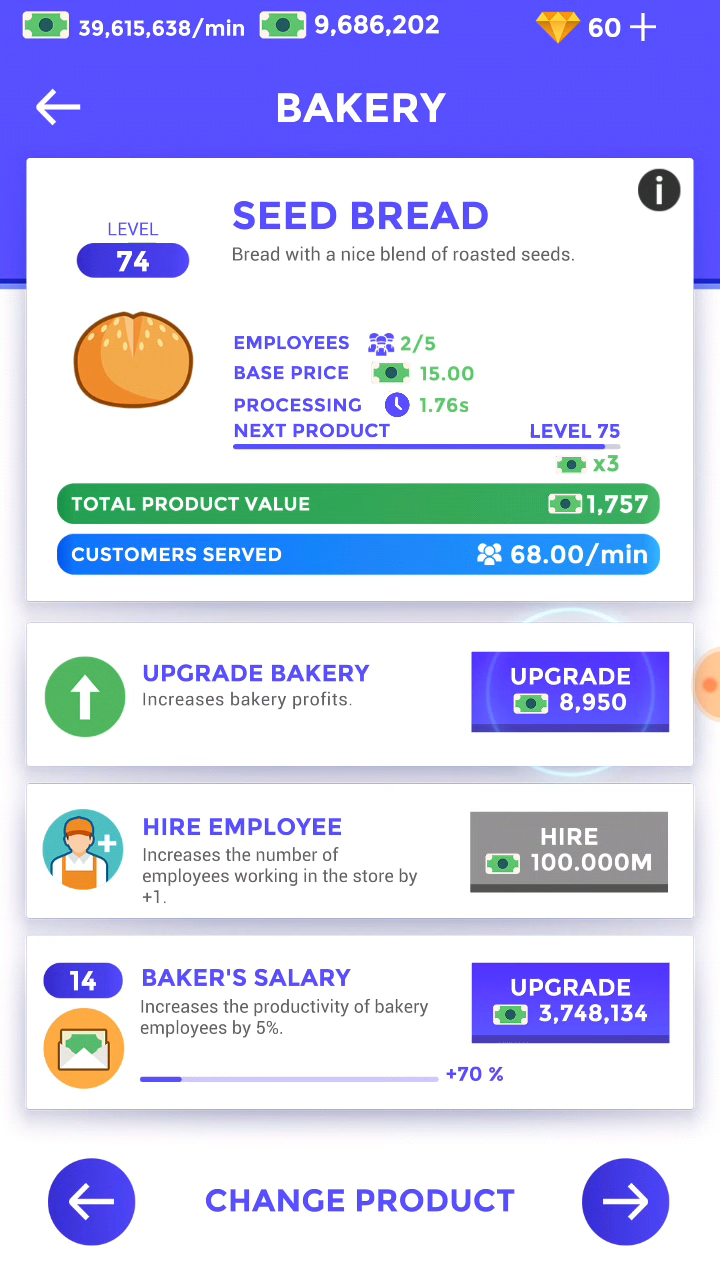 39,615,638/min 9,686,202 60
BAKERY
i
SEED BREAD
LEVEL
74
Bread with a nice blend of roasted seeds.
EMPLOYEES 2/5
BASE PRICE 15.00
PROCESSING 1.76s
NEXT PRODUCT LEVEL 75
x3
TOTAL PRODUCT VALUE 1,757
CUSTOMERS SERVED 68.00/min
UPGRADE BAKERY
Increases bakery profits.
UPGRADE
8,950
HIRE EMPLOYEE
Increases the number of
employees working in the store by
+1.
HIRE
100.000M
14
BAKER'S SALARY
Increases the productivity of bakery
employees by 5%.
UPGRADE
3,748,134
+70 %
CHANGE PRODUCT